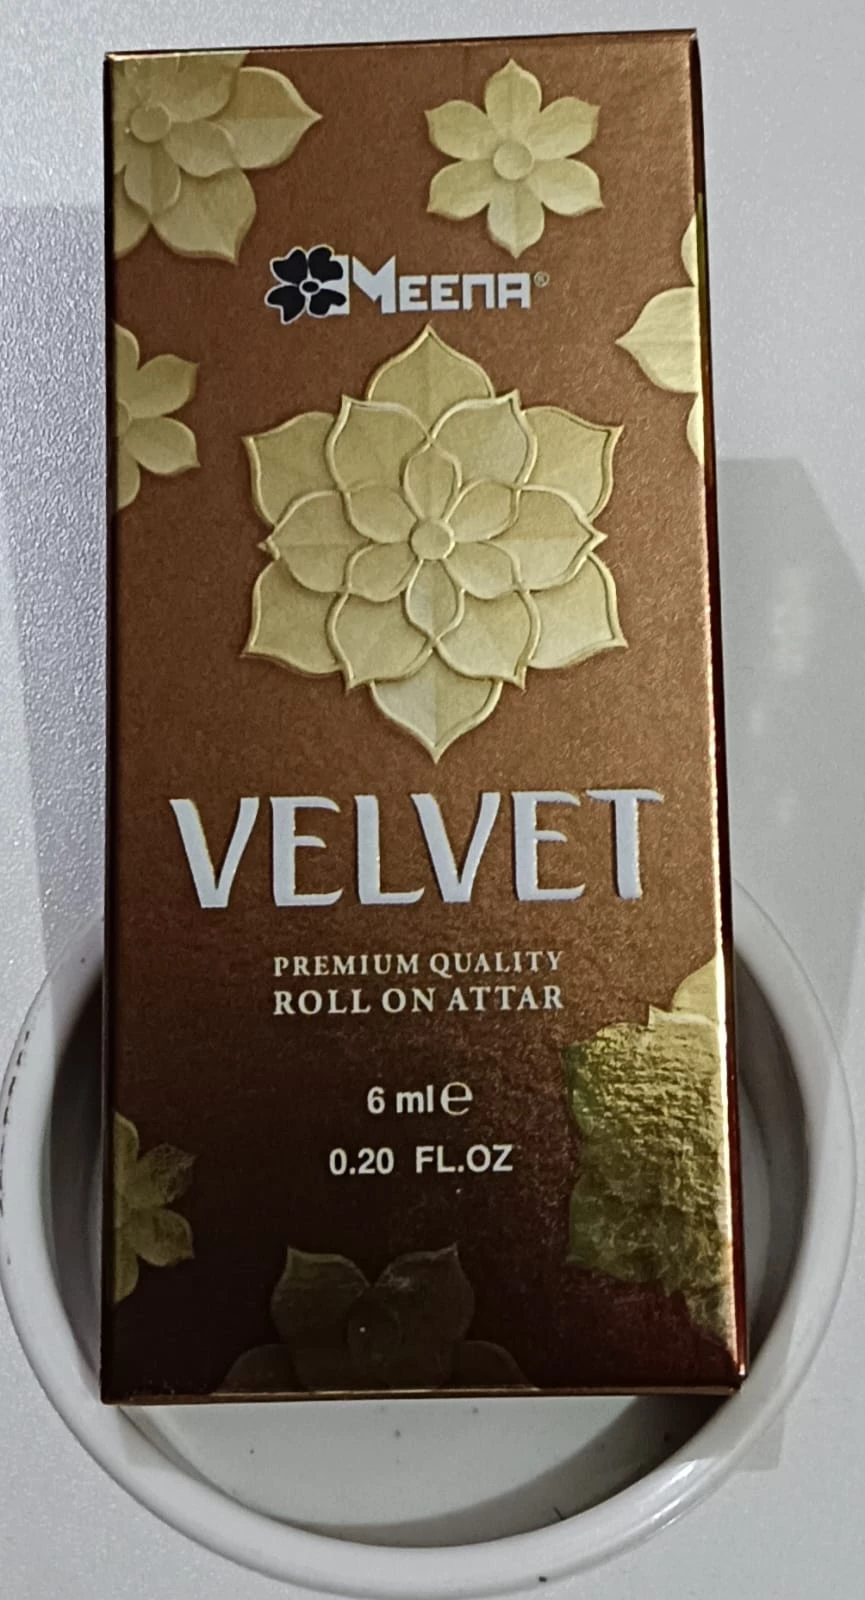 MEENA®
VELVET
PREMIUM QUALITY
ROLL ON ATTAR
6 ml ℮
0.20 FL.OZ